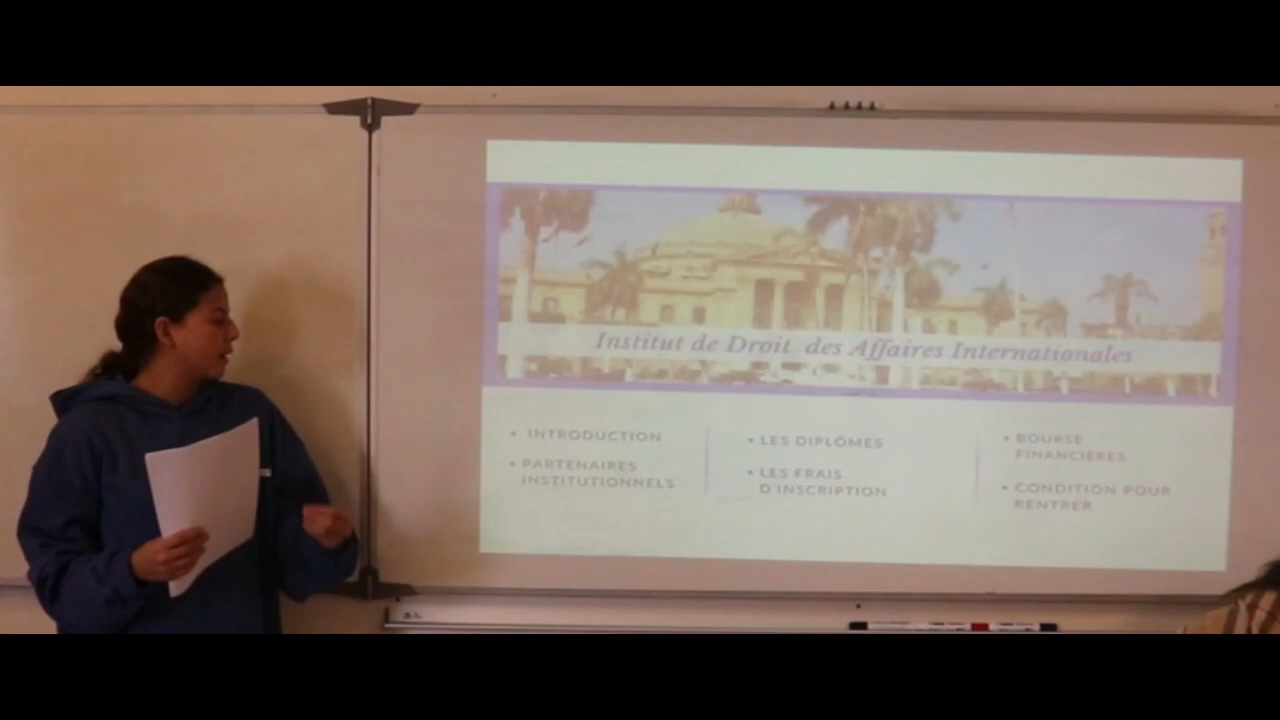 Institut de Droit des Affaires Internationales
• INTRODUCTION
• PARTENAIRES
INSTITUTIONNELS
• LES DIPLÔMES
• LES FRAIS
D'INSCRIPTION
• BOURSE
FINANCIÈRES
• CONDITION POUR
RENTRER